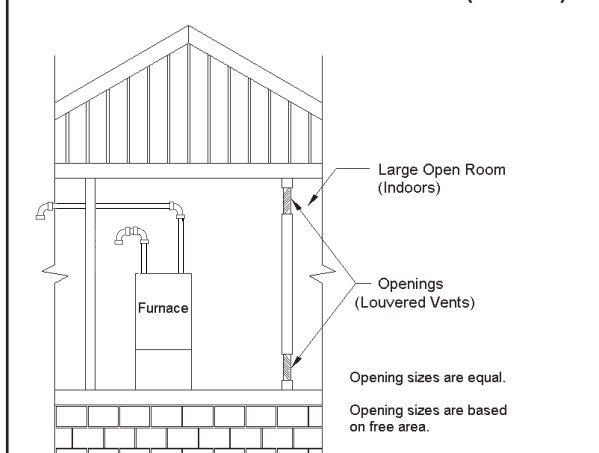 Large Open Room
(Indoors)
Furnace
Openings
(Louvered Vents)
Opening sizes are equal.
Opening sizes are based
on free area.